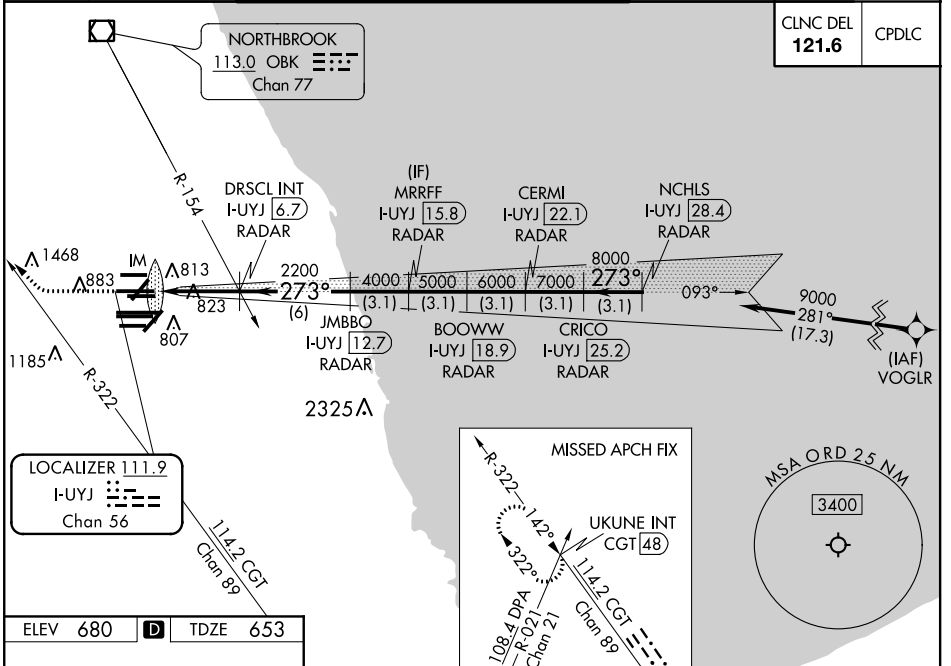 CLNC DEL
121.6
CPDLC
NORTHBROOK
113.0 OBK
Chan 77
R-154
DRSCL INT
I-UYJ 6.7
RADAR
(IF)
MRRFF
I-UYJ 15.8
RADAR
CERMI
I-UYJ 22.1
RADAR
NCHLS
I-UYJ 28.4
RADAR
1468
883
IM
813
823
807
2200
273°
(6)
4000
(3.1)
5000
(3.1)
6000
(3.1)
7000
(3.1)
8000
273°
(3.1)
093°
9000
281°
(17.3)
(IAF)
VOGLR
JMBBO
I-UYJ 12.7
RADAR
BOOWW
I-UYJ 18.9
RADAR
CRICO
I-UYJ 25.2
RADAR
1185
R-322
2325
LOCALIZER 111.9
I-UYJ
Chan 56
114.2 CGT
Chan 89
MISSED APCH FIX
R-322
142°
322°
UKUNE INT
CGT 48
114.2 CGT
Chan 89
108.4 DPA
R-021
Chan 21
MSA ORD 25 NM
3400
ELEV 680 D TDZE 653